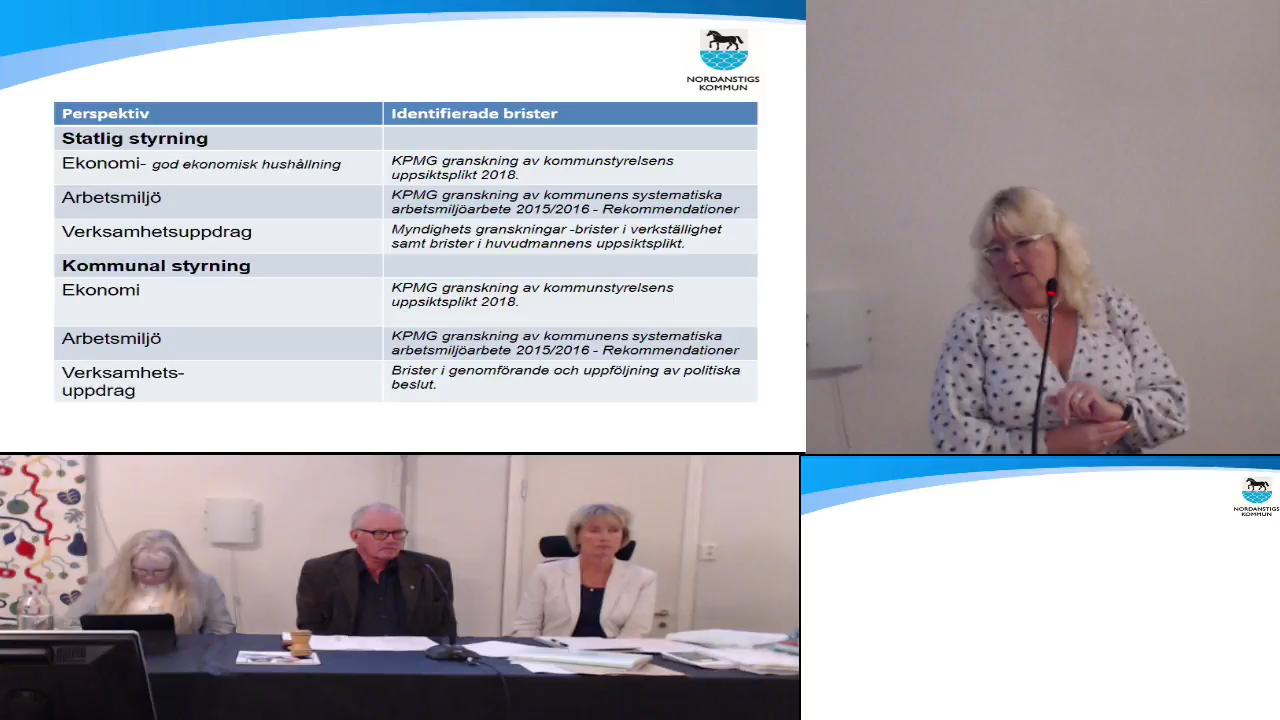 NORDANSTIGS
KOMMUN
Perspektiv Identifierade brister
Statlig styrning
Ekonomi- god ekonomisk hushållning KPMG granskning av kommunstyrelsens
uppsiktsplikt 2018.
Arbetsmiljö KPMG granskning av kommunens systematiska
arbetsmiljöarbete 2015/2016 - Rekommendationer
Verksamhetsuppdrag Myndighets granskningar -brister i verkställighet
samt brister i huvudmannens uppsiktsplikt.
Kommunal styrning
Ekonomi KPMG granskning av kommunstyrelsens
uppsiktsplikt 2018.
Arbetsmiljö KPMG granskning av kommunens systematiska
arbetsmiljöarbete 2015/2016 - Rekommendationer
Verksamhets- Brister i genomförande och uppföljning av politiska
uppdrag beslut.
NORDANSTIGS
KOMMUN